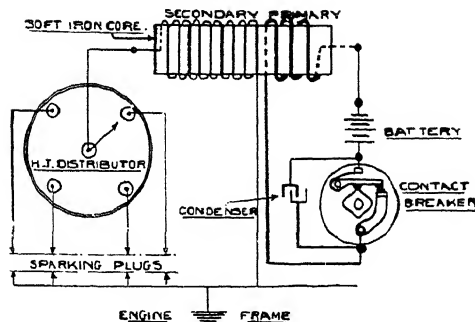 SECONDARY PRIMARY
SOFT IRON CORE.
BATTERY
H.T. DISTRIBUTOR
CONTACT
BREAKER
CONDENSER
SPARKING PLUGS
ENGINE FRAME